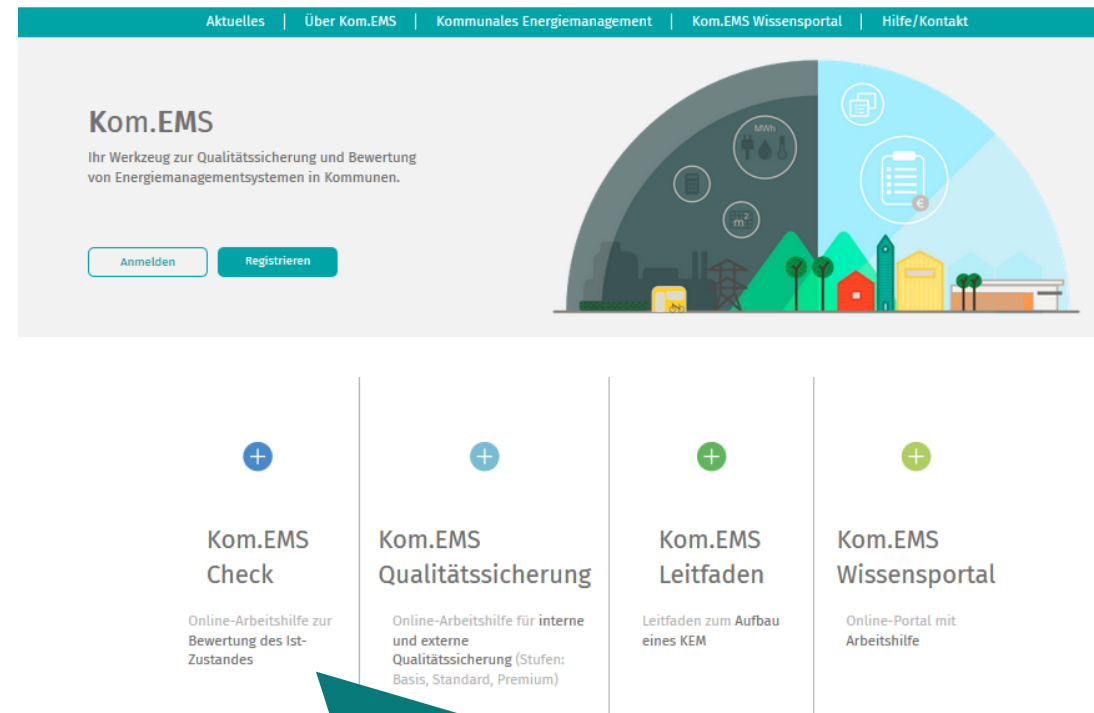 Aktuelles | Über Kom.EMS | Kommunales Energiemanagement | Kom.EMS Wissensportal | Hilfe/Kontakt
Kom.EMS
Ihr Werkzeug zur Qualitätssicherung und Bewertung
von Energiemanagementsystemen in Kommunen.
MWh
m²
€
Anmelden
Registrieren
Kom.EMS
Check
Online-Arbeitshilfe zur
Bewertung des Ist-
Zustandes
Kom.EMS
Qualitätssicherung
Online-Arbeitshilfe für interne
und externe
Qualitätssicherung (Stufen:
Basis, Standard, Premium)
Kom.EMS
Leitfaden
Leitfaden zum Aufbau
eines KEM
Kom.EMS
Wissensportal
Online-Portal mit
Arbeitshilfe